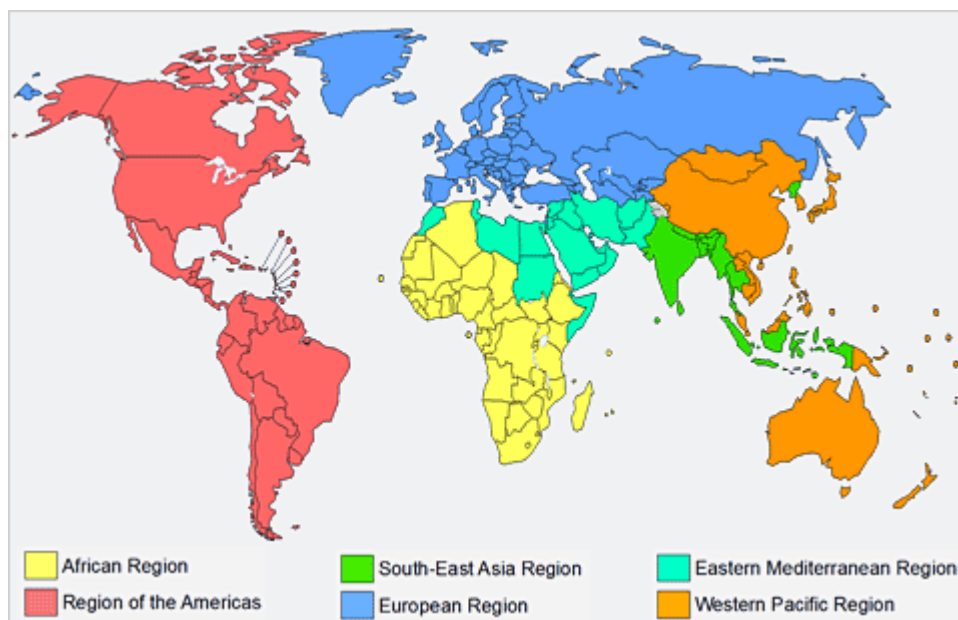 African Region
South-East Asia Region
Eastern Mediterranean Region
Region of the Americas
European Region
Western Pacific Region